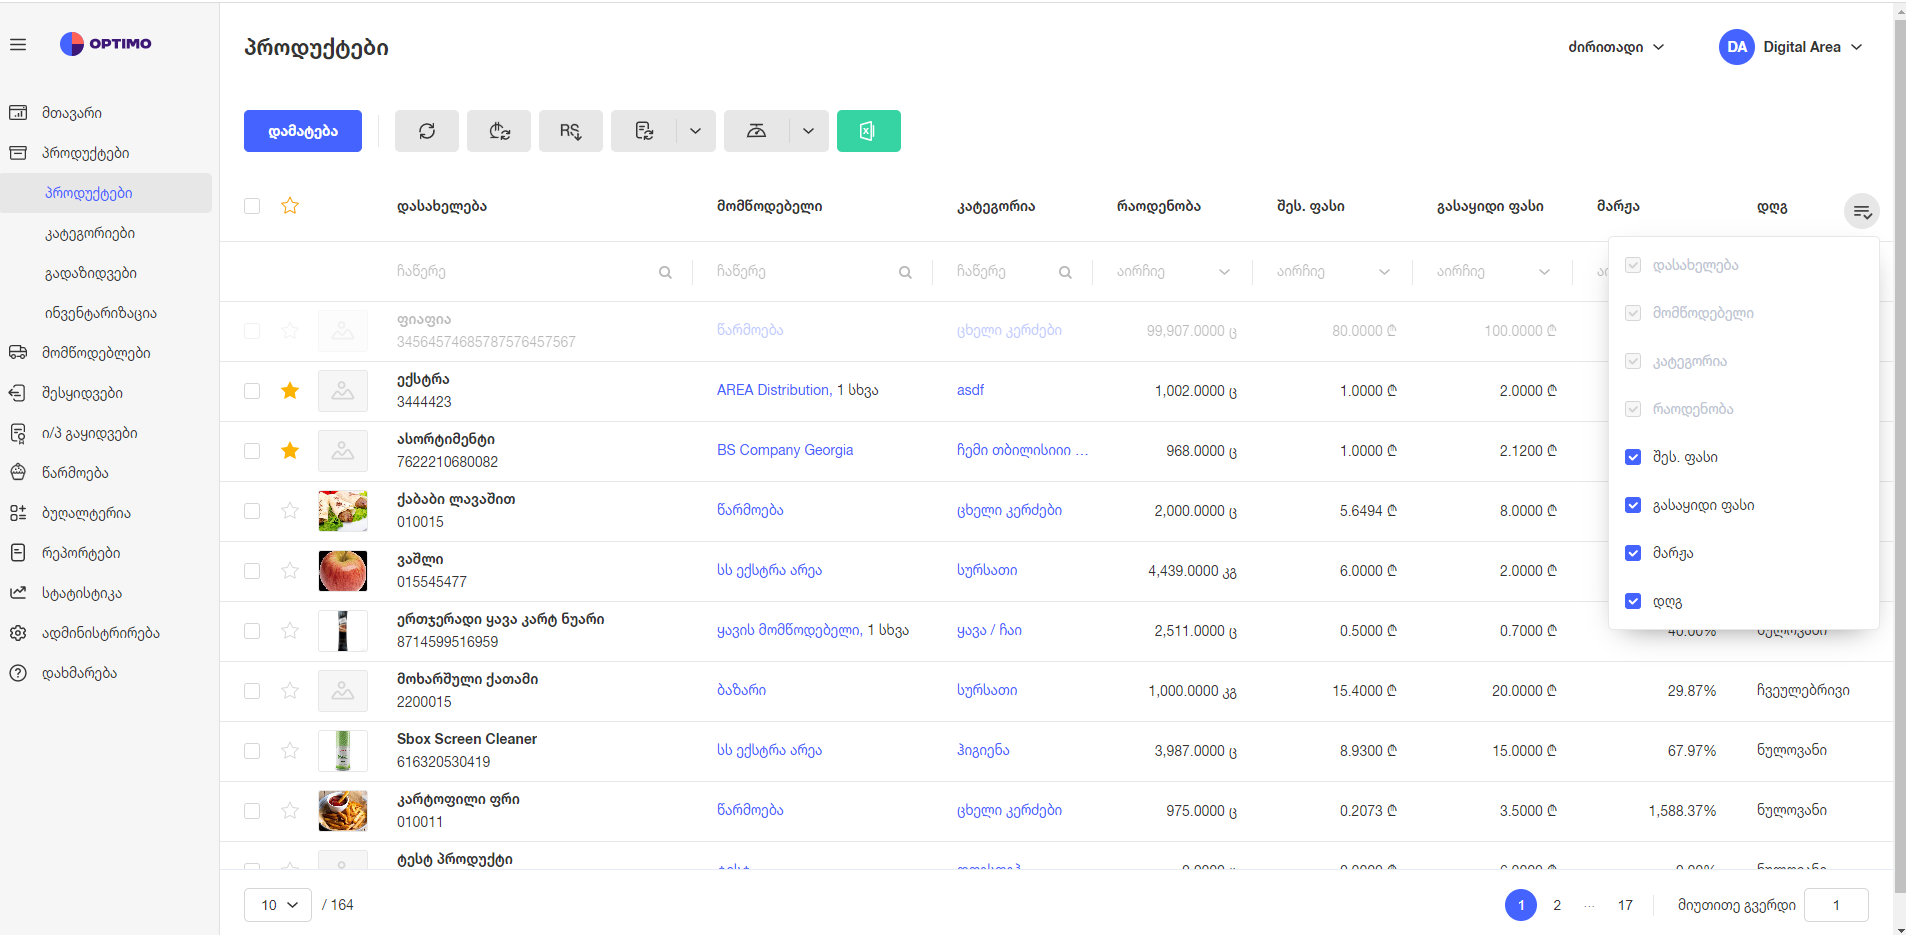 OPTIMO
პროდუქტები
ძირითადი
DA Digital Area
მთავარი
პროდუქტები
პროდუქტები
კატეგორიები
გადაზიდვები
ინვენტარიზაცია
მომწოდებლები
შესყიდვები
ი/პ გაყიდვები
წარმოება
ბუღალტერია
რეპორტები
სტატისტიკა
ადმინისტრირება
დახმარება
დამატება
RS
დასახელება მომწოდებელი კატეგორია რაოდენობა შეს. ფასი გასაყიდი ფასი მარჟა დღგ
ჩაწერე ჩაწერე ჩაწერე აირჩიე აირჩიე აირჩიე
დასახელება
მომწოდებელი
კატეგორია
რაოდენობა
შეს. ფასი
გასაყიდი ფასი
მარჟა
დღგ
ფიაფია
34564574685787576457567
წარმოება ცხელი კერძები 99,907.0000 ც 80.0000 ₾ 100.0000 ₾
ექსტრა
3444423
AREA Distribution, 1 სხვა asdf 1,002.0000 ც 1.0000 ₾ 2.0000 ₾
ასორტიმენტი
7622210680082
BS Company Georgia ჩემი თბილისიიი ... 968.0000 ც 1.0000 ₾ 2.1200 ₾
ქაბაბი ლავაშით
010015
წარმოება ცხელი კერძები 2,000.0000 ც 5.6494 ₾ 8.0000 ₾
ვაშლი
015545477
სს ექსტრა არეა სურსათი 4,439.0000 კგ 6.0000 ₾ 2.0000 ₾
ერთჯერადი ყავა კარტ ნუარი
8714599516959
ყავის მომწოდებელი, 1 სხვა ყავა / ჩაი 2,511.0000 ც 0.5000 ₾ 0.7000 ₾ 40.00% ნულოვანი
მოხარშული ქათამი
2200015
ბაზარი სურსათი 1,000.0000 კგ 15.4000 ₾ 20.0000 ₾ 29.87% ჩვეულებრივი
Sbox Screen Cleaner
616320530419
სს ექსტრა არეა ჰიგიენა 3,987.0000 ც 8.9300 ₾ 15.0000 ₾ 67.97% ნულოვანი
კარტოფილი ფრი
010011
წარმოება ცხელი კერძები 975.0000 ც 0.2073 ₾ 3.5000 ₾ 1,588.37% ნულოვანი
ტესტ პროდუქტი
10 / 164
1 2 ... 17 მიუთითე გვერდი 1